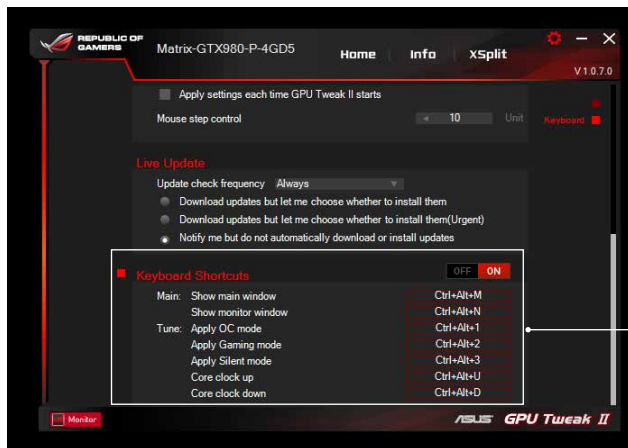 REPUBLIC OF
GAMERS
Matrix-GTX980-P-4GD5
Home Info XSplit
V 1.0.7.0
Apply settings each time GPU Tweak II starts
Mouse step control 10 Unit
Keyboard
Live Update
Update check frequency Always
Download updates but let me choose whether to install them
Download updates but let me choose whether to install them(Urgent)
Notify me but do not automatically download or install updates
Keyboard Shortcuts OFF ON
Main: Show main window Ctrl+Alt+M
Show monitor window Ctrl+Alt+N
Tune: Apply OC mode Ctrl+Alt+1
Apply Gaming mode Ctrl+Alt+2
Apply Silent mode Ctrl+Alt+3
Core clock up Ctrl+Alt+U
Core clock down Ctrl+Alt+D
Monitor
ASUS GPU Tweak II